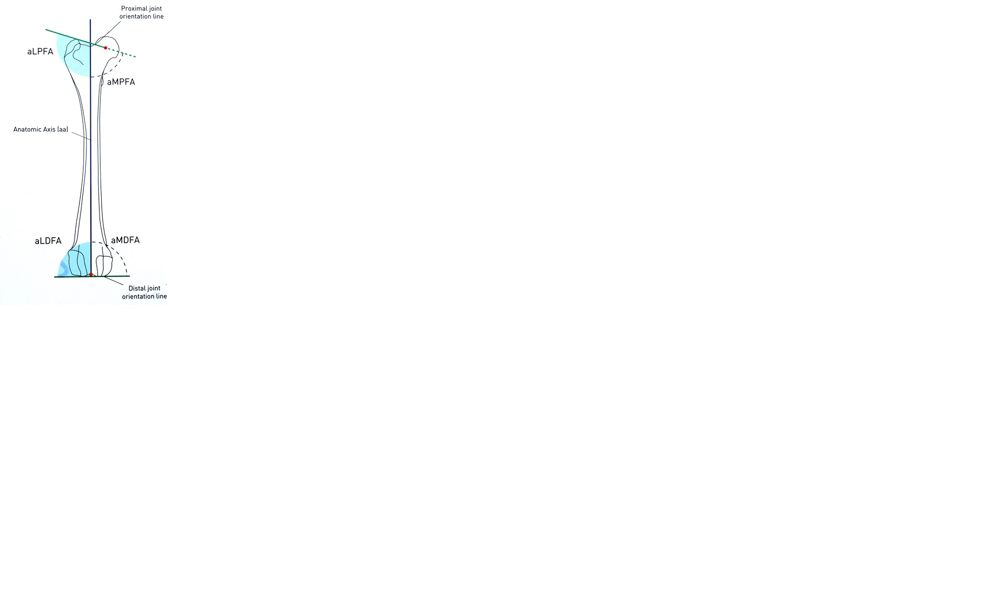 Proximal joint
orientation line
aLPFA
aMPFA
Anatomic Axis (aa)
aLDFA
aMDFA
Distal joint
orientation line